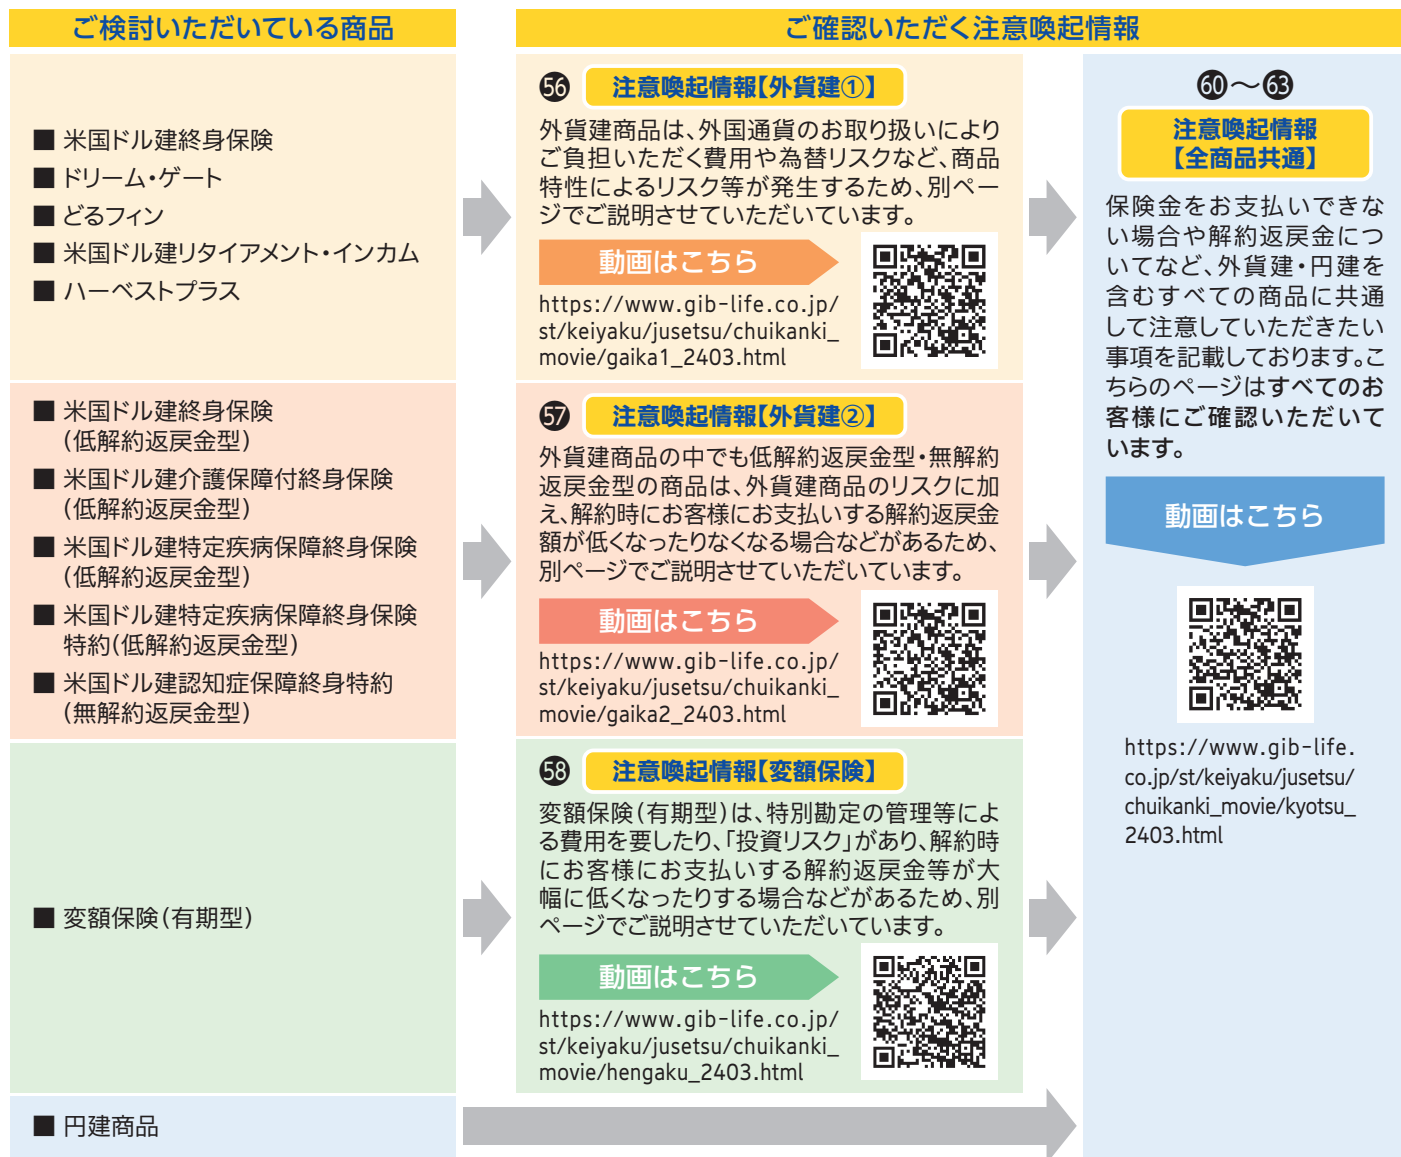 ご検討いただいている商品
ご確認いただく注意喚起情報
■ 米国ドル建終身保険
■ ドリーム・ゲート
■ どるフィン
■ 米国ドル建リタイアメント・インカム
■ ハーベストプラス
56 注意喚起情報【外貨建①】
外貨建商品は、外国通貨のお取り扱いにより
ご負担いただく費用や為替リスクなど、商品
特性によるリスク等が発生するため、別ペー
ジでご説明させていただいています。
動画はこちら
https://www.gib-life.co.jp/
st/keiyaku/jusetsu/chuikanki_
movie/gaika1_2403.html
■ 米国ドル建終身保険
(低解約返戻金型)
■ 米国ドル建介護保障付終身保険
(低解約返戻金型)
■ 米国ドル建特定疾病保障終身保険
(低解約返戻金型)
■ 米国ドル建特定疾病保障終身保険
特約(低解約返戻金型)
■ 米国ドル建認知症保障終身特約
(無解約返戻金型)
57 注意喚起情報【外貨建②】
外貨建商品の中でも低解約返戻金型・無解約
返戻金型の商品は、外貨建商品のリスクに加
え、解約時にお客様にお支払いする解約返戻金
額が低くなったりなくなる場合などがあるため、
別ページでご説明させていただいています。
動画はこちら
https://www.gib-life.co.jp/
st/keiyaku/jusetsu/chuikanki_
movie/gaika2_2403.html
■ 変額保険(有期型)
58 注意喚起情報【変額保険】
変額保険(有期型)は、特別勘定の管理等によ
る費用を要したり、「投資リスク」があり、解約時
にお客様にお支払いする解約返戻金等が大
幅に低くなったりする場合などがあるため、別
ページでご説明させていただいています。
動画はこちら
https://www.gib-life.co.jp/
st/keiyaku/jusetsu/chuikanki_
movie/hengaku_2403.html
■ 円建商品
60〜63
注意喚起情報
【全商品共通】
保険金をお支払いできな
い場合や解約返戻金につ
いてなど、外貨建・円建を
含むすべての商品に共通
して注意していただきたい
事項を記載しております。こ
ちらのページはすべてのお
客様にご確認いただいて
います。
動画はこちら
https://www.gib-life.
co.jp/st/keiyaku/jusetsu/
chuikanki_movie/kyotsu_
2403.html